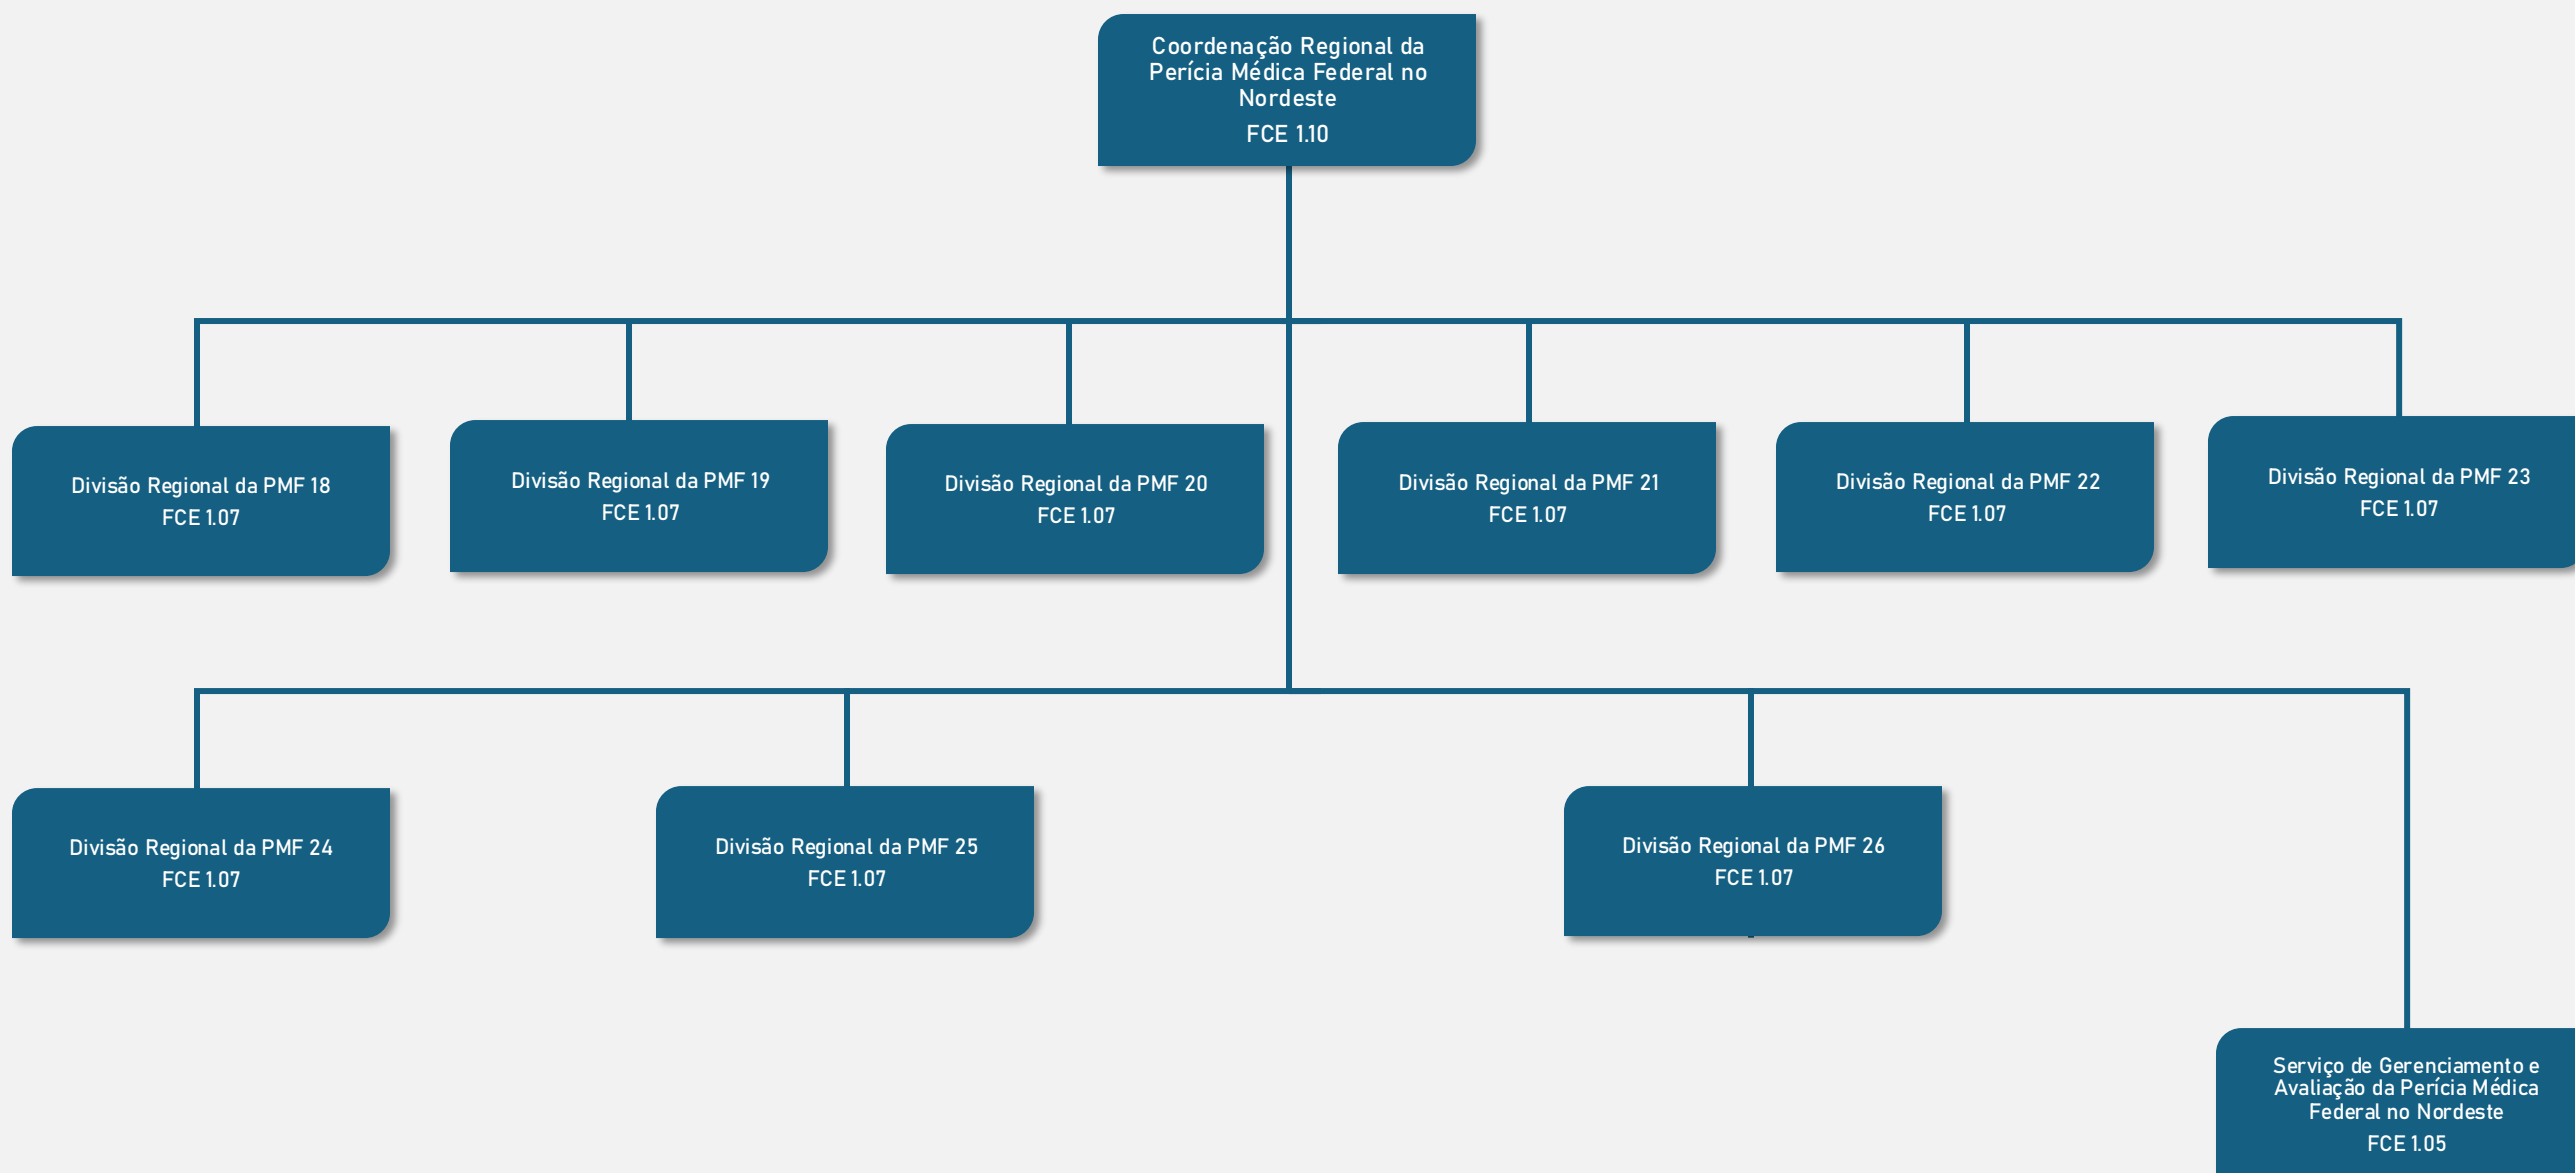 Coordenação Regional da
Perícia Médica Federal no
Nordeste
FCE 1.10
Divisão Regional da PMF 18
FCE 1.07
Divisão Regional da PMF 19
FCE 1.07
Divisão Regional da PMF 20
FCE 1.07
Divisão Regional da PMF 21
FCE 1.07
Divisão Regional da PMF 22
FCE 1.07
Divisão Regional da PMF 23
FCE 1.07
Divisão Regional da PMF 24
FCE 1.07
Divisão Regional da PMF 25
FCE 1.07
Divisão Regional da PMF 26
FCE 1.07
Serviço de Gerenciamento e
Avaliação da Perícia Médica
Federal no Nordeste
FCE 1.05